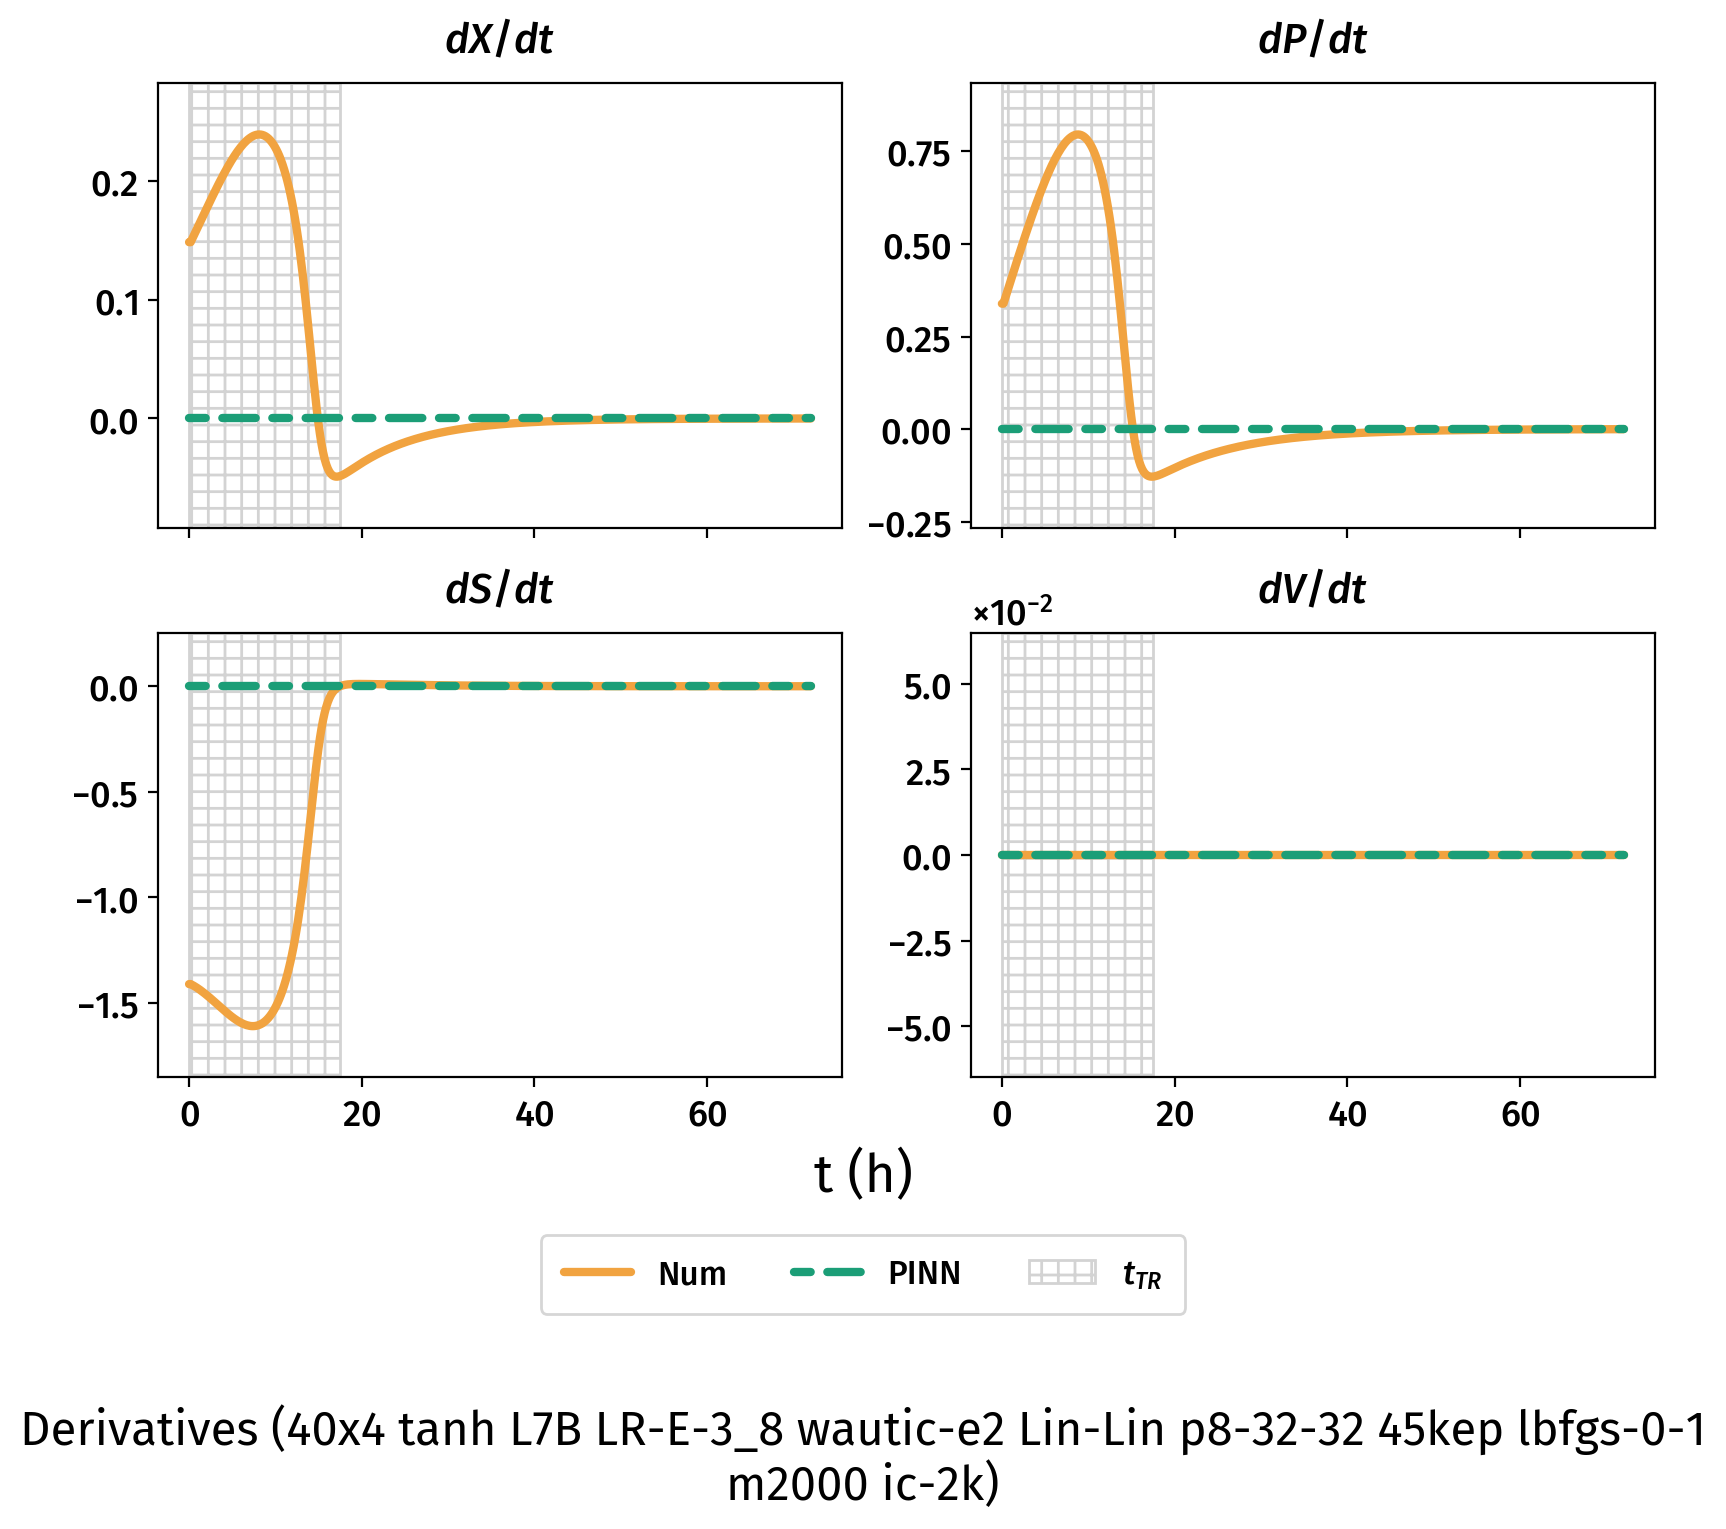 dX/dt
dP/dt
0.2
0.1
0.0
0.75
0.50
0.25
0.00
−0.25
dS/dt
dV/dt
×10⁻²
0.0
−0.5
−1.0
−1.5
5.0
2.5
0.0
−2.5
−5.0
0 20 40 60
0 20 40 60
t (h)
Num PINN t_TR
Derivatives (40x4 tanh L7B LR-E-3_8 wautic-e2 Lin-Lin p8-32-32 45kep lbfgs-0-1
m2000 ic-2k)